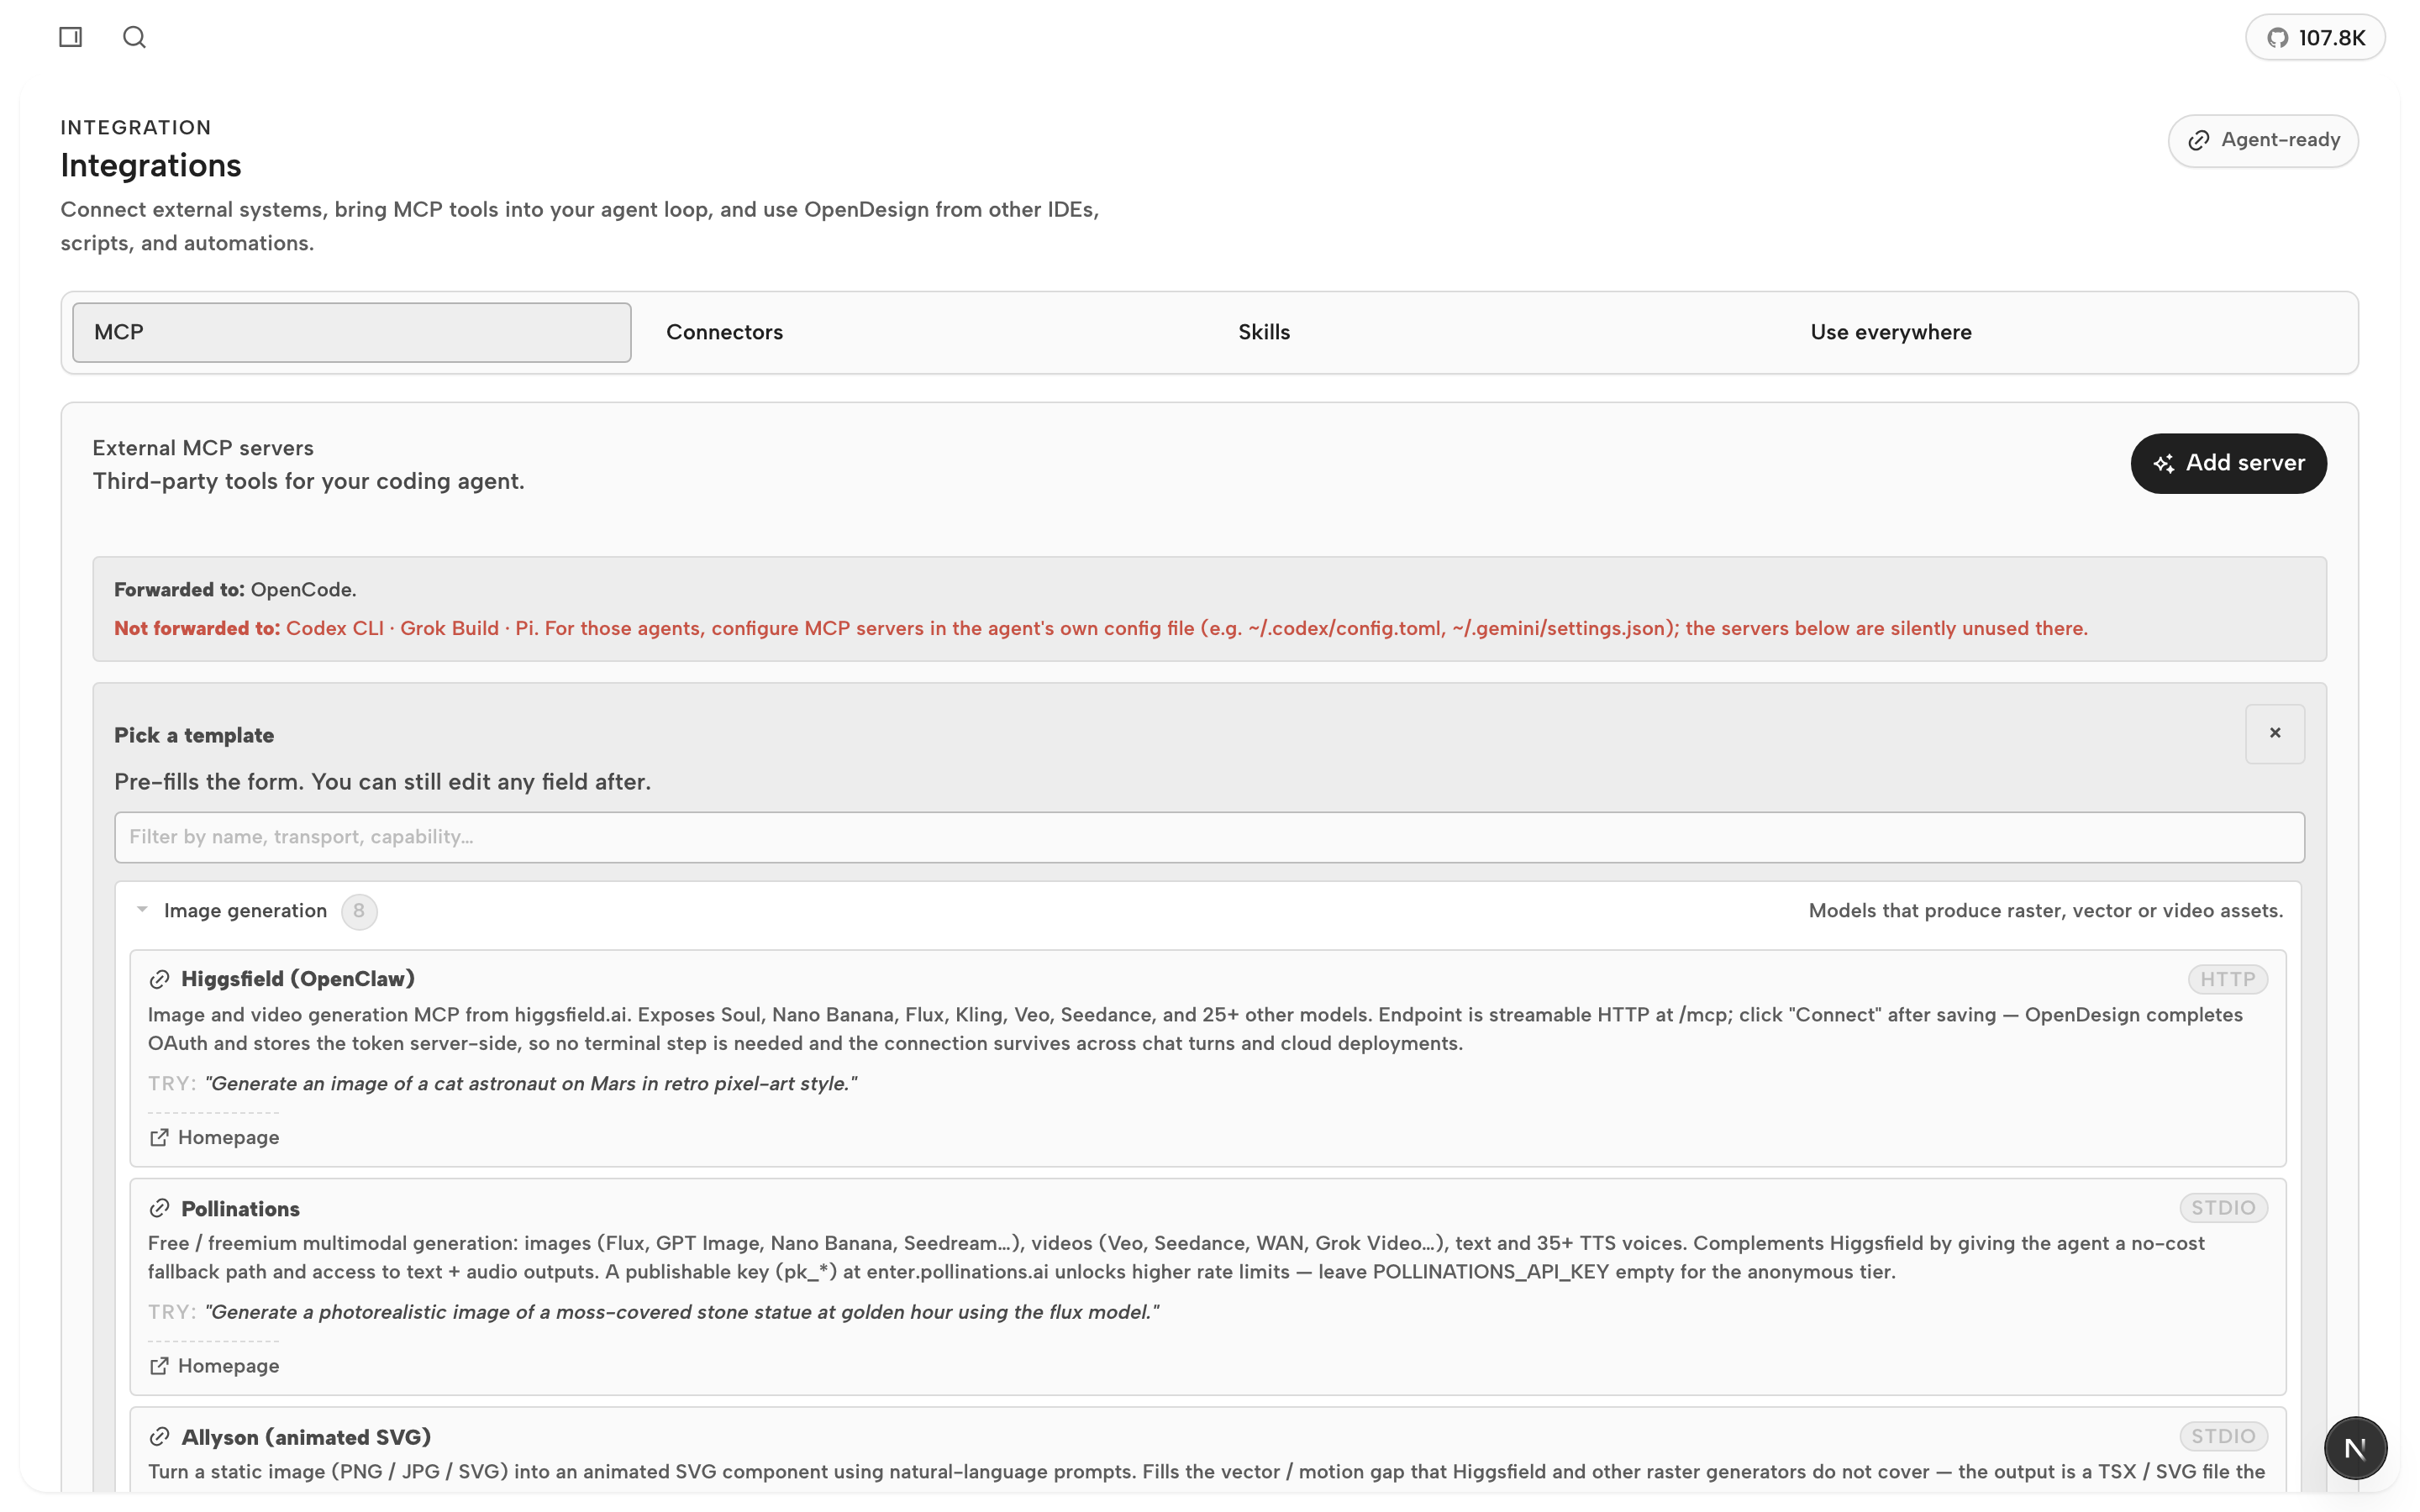 107.8K
INTEGRATION
Integrations
Agent-ready
Connect external systems, bring MCP tools into your agent loop, and use OpenDesign from other IDEs,
scripts, and automations.
MCP
Connectors
Skills
Use everywhere
External MCP servers
Third-party tools for your coding agent.
Add server
Forwarded to: OpenCode.
Not forwarded to: Codex CLI · Grok Build · Pi. For those agents, configure MCP servers in the agent's own config file (e.g. ~/.codex/config.toml, ~/.gemini/settings.json); the servers below are silently unused there.
Pick a template
×
Pre-fills the form. You can still edit any field after.
Filter by name, transport, capability…
Image generation 8
Models that produce raster, vector or video assets.
Higgsfield (OpenClaw)
HTTP
Image and video generation MCP from higgsfield.ai. Exposes Soul, Nano Banana, Flux, Kling, Veo, Seedance, and 25+ other models. Endpoint is streamable HTTP at /mcp; click "Connect" after saving — OpenDesign completes
OAuth and stores the token server-side, so no terminal step is needed and the connection survives across chat turns and cloud deployments.
TRY: "Generate an image of a cat astronaut on Mars in retro pixel-art style."
Homepage
Pollinations
STDIO
Free / freemium multimodal generation: images (Flux, GPT Image, Nano Banana, Seedream…), videos (Veo, Seedance, WAN, Grok Video…), text and 35+ TTS voices. Complements Higgsfield by giving the agent a no-cost
fallback path and access to text + audio outputs. A publishable key (pk_*) at enter.pollinations.ai unlocks higher rate limits — leave POLLINATIONS_API_KEY empty for the anonymous tier.
TRY: "Generate a photorealistic image of a moss-covered stone statue at golden hour using the flux model."
Homepage
Allyson (animated SVG)
STDIO
Turn a static image (PNG / JPG / SVG) into an animated SVG component using natural-language prompts. Fills the vector / motion gap that Higgsfield and other raster generators do not cover — the output is a TSX / SVG file the
N